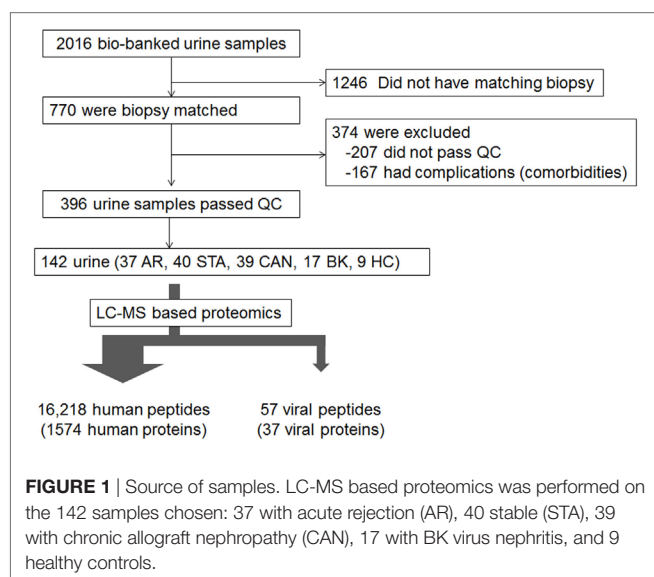 2016 bio-banked urine samples
1246 Did not have matching biopsy
770 were biopsy matched
374 were excluded
-207 did not pass QC
-167 had complications (comorbidities)
396 urine samples passed QC
142 urine (37 AR, 40 STA, 39 CAN, 17 BK, 9 HC)
LC-MS based proteomics
16,218 human peptides
(1574 human proteins)
57 viral peptides
(37 viral proteins)
FIGURE 1 | Source of samples. LC-MS based proteomics was performed on
the 142 samples chosen: 37 with acute rejection (AR), 40 stable (STA), 39
with chronic allograft nephropathy (CAN), 17 with BK virus nephritis, and 9
healthy controls.